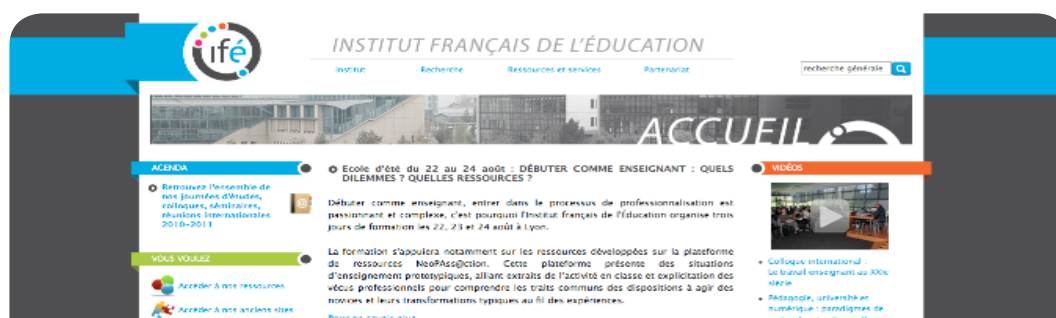 ifé
INSTITUT FRANÇAIS DE L'ÉDUCATION
Institut Recherche Ressources et services Partenariat
recherche générale
ACCUEIL
AGENDA
Retrouvez l'ensemble de
nos journées d'études,
colloques, séminaires,
réunions internationales
2010-2011
VOUS VOULEZ
Accéder à nos ressources
Accéder à nos anciens sites
Ecole d'été du 22 au 24 août : DÉBUTER COMME ENSEIGNANT : QUELS
DILEMMES ? QUELLES RESSOURCES ?
Débuter comme enseignant, entrer dans le processus de professionnalisation est
passionnant et complexe, c'est pourquoi l'Institut français de l'Éducation organise trois
jours de formation les 22, 23 et 24 août à Lyon.
La formation s'appuiera notamment sur les ressources développées sur la plateforme
de ressources NéoPAss@ction. Cette plateforme présente des situations
d'enseignement prototypiques, alliant extraits de l'activité en classe et explicitation des
vécus professionnels pour comprendre les traits communs des dispositions à agir des
novices et leurs transformations typiques au fil des expériences.
Pour en savoir plus
VIDÉOS
Colloque international :
Le travail enseignant au XXIe
siècle
Pédagogie, université et
numérique : paradigmes de